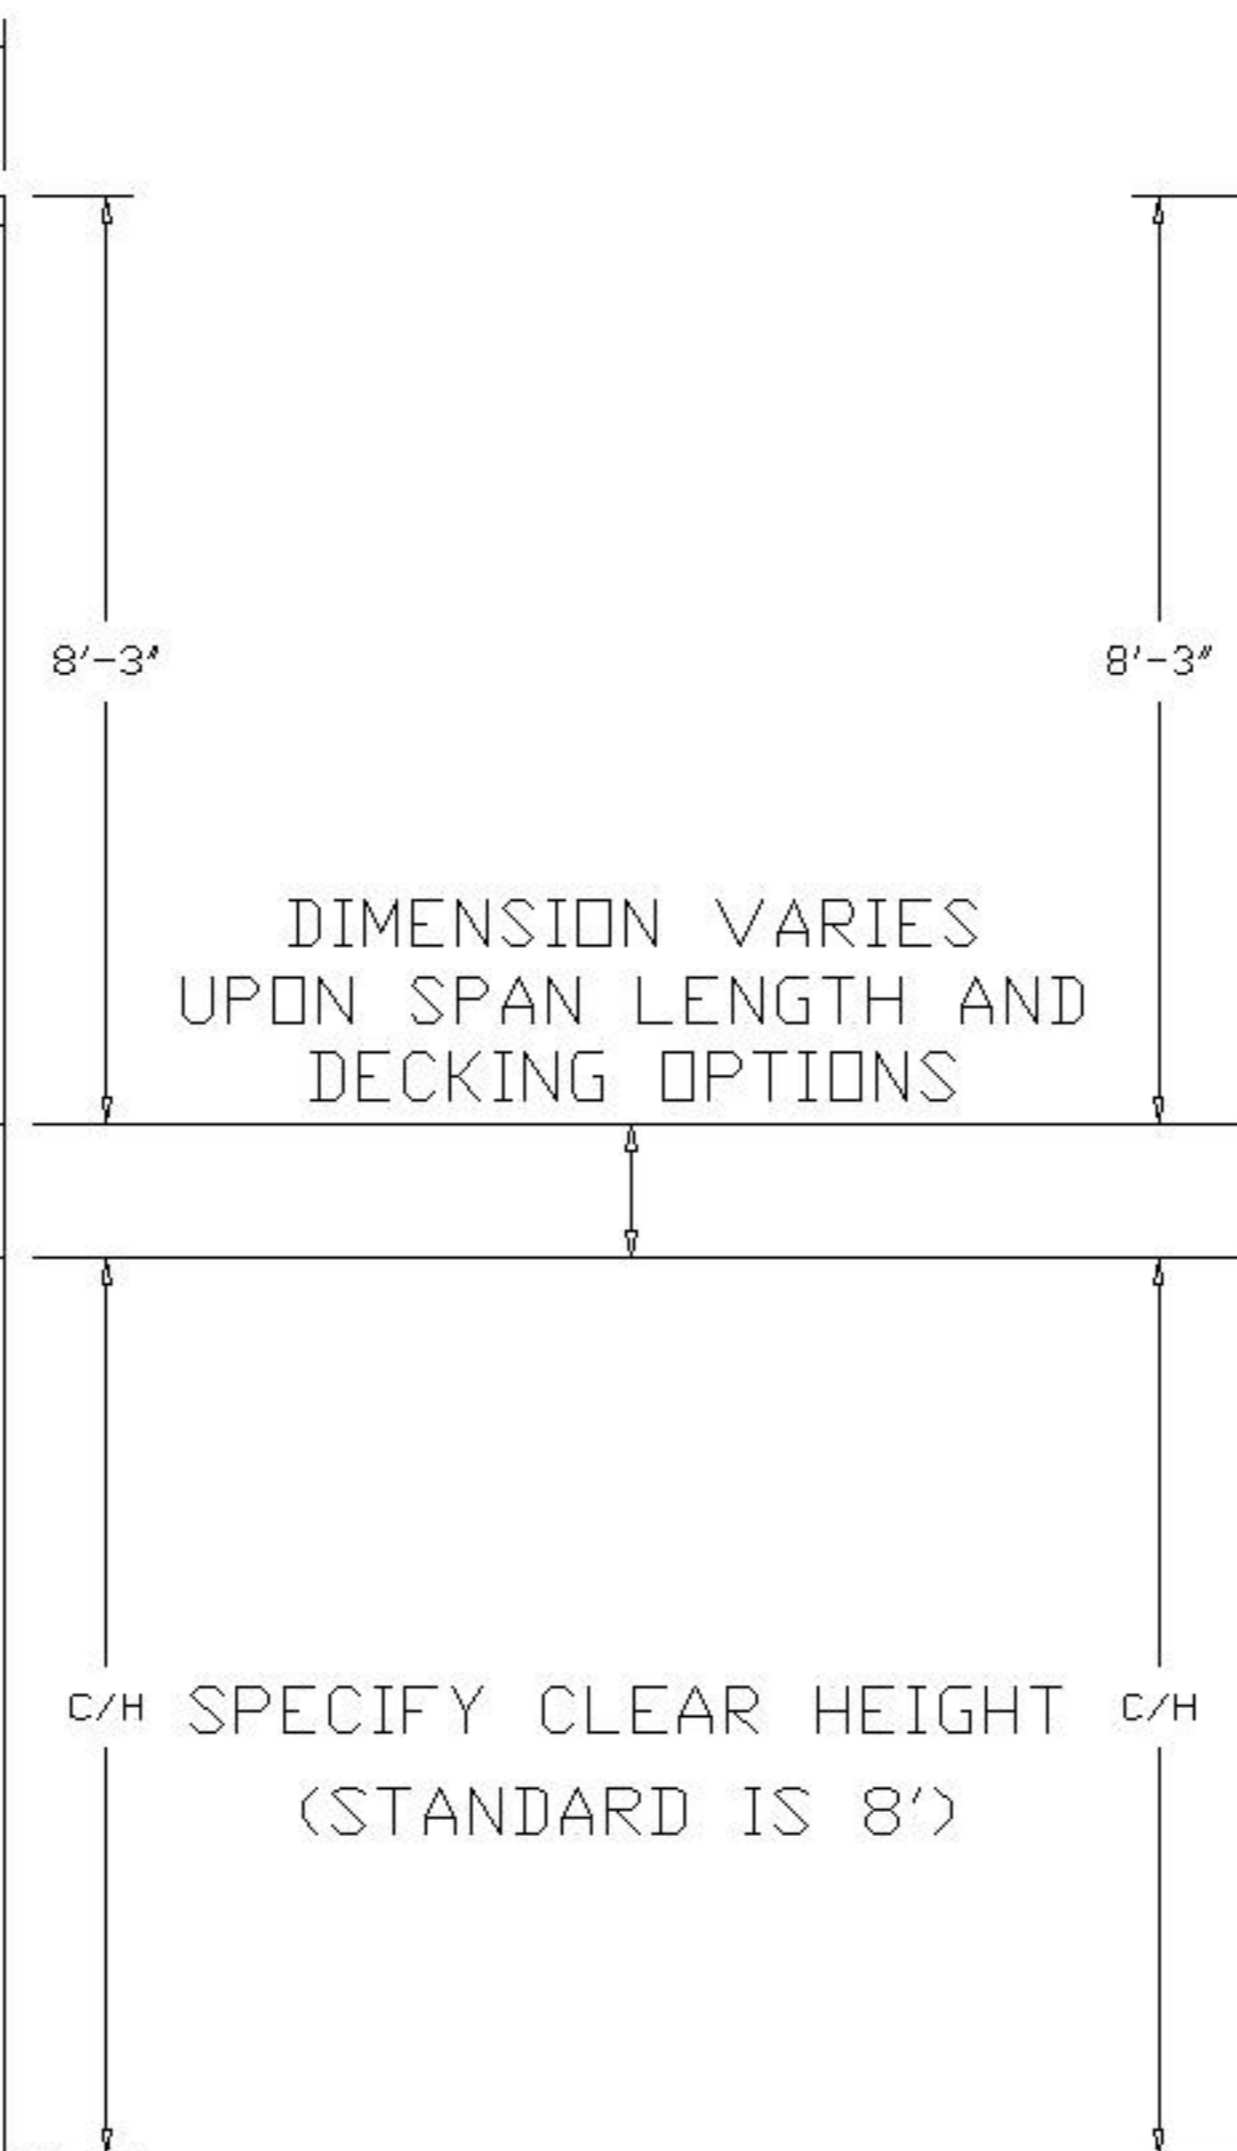 8'-3" 8'-3"
DIMENSION VARIES
UPON SPAN LENGTH AND
DECKING OPTIONS
C/H SPECIFY CLEAR HEIGHT C/H
(STANDARD IS 8')